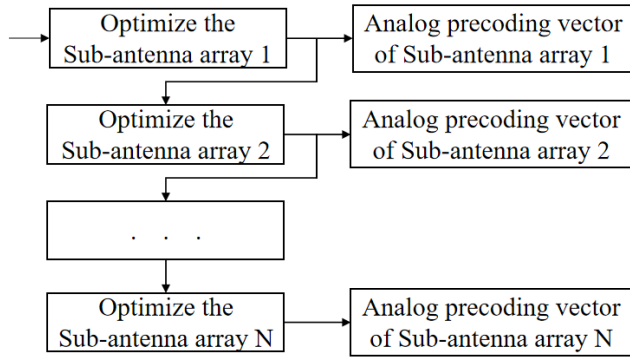 Optimize the
Sub-antenna array 1
Analog precoding vector
of Sub-antenna array 1
Optimize the
Sub-antenna array 2
Analog precoding vector
of Sub-antenna array 2
. . .
Optimize the
Sub-antenna array N
Analog precoding vector
of Sub-antenna array N